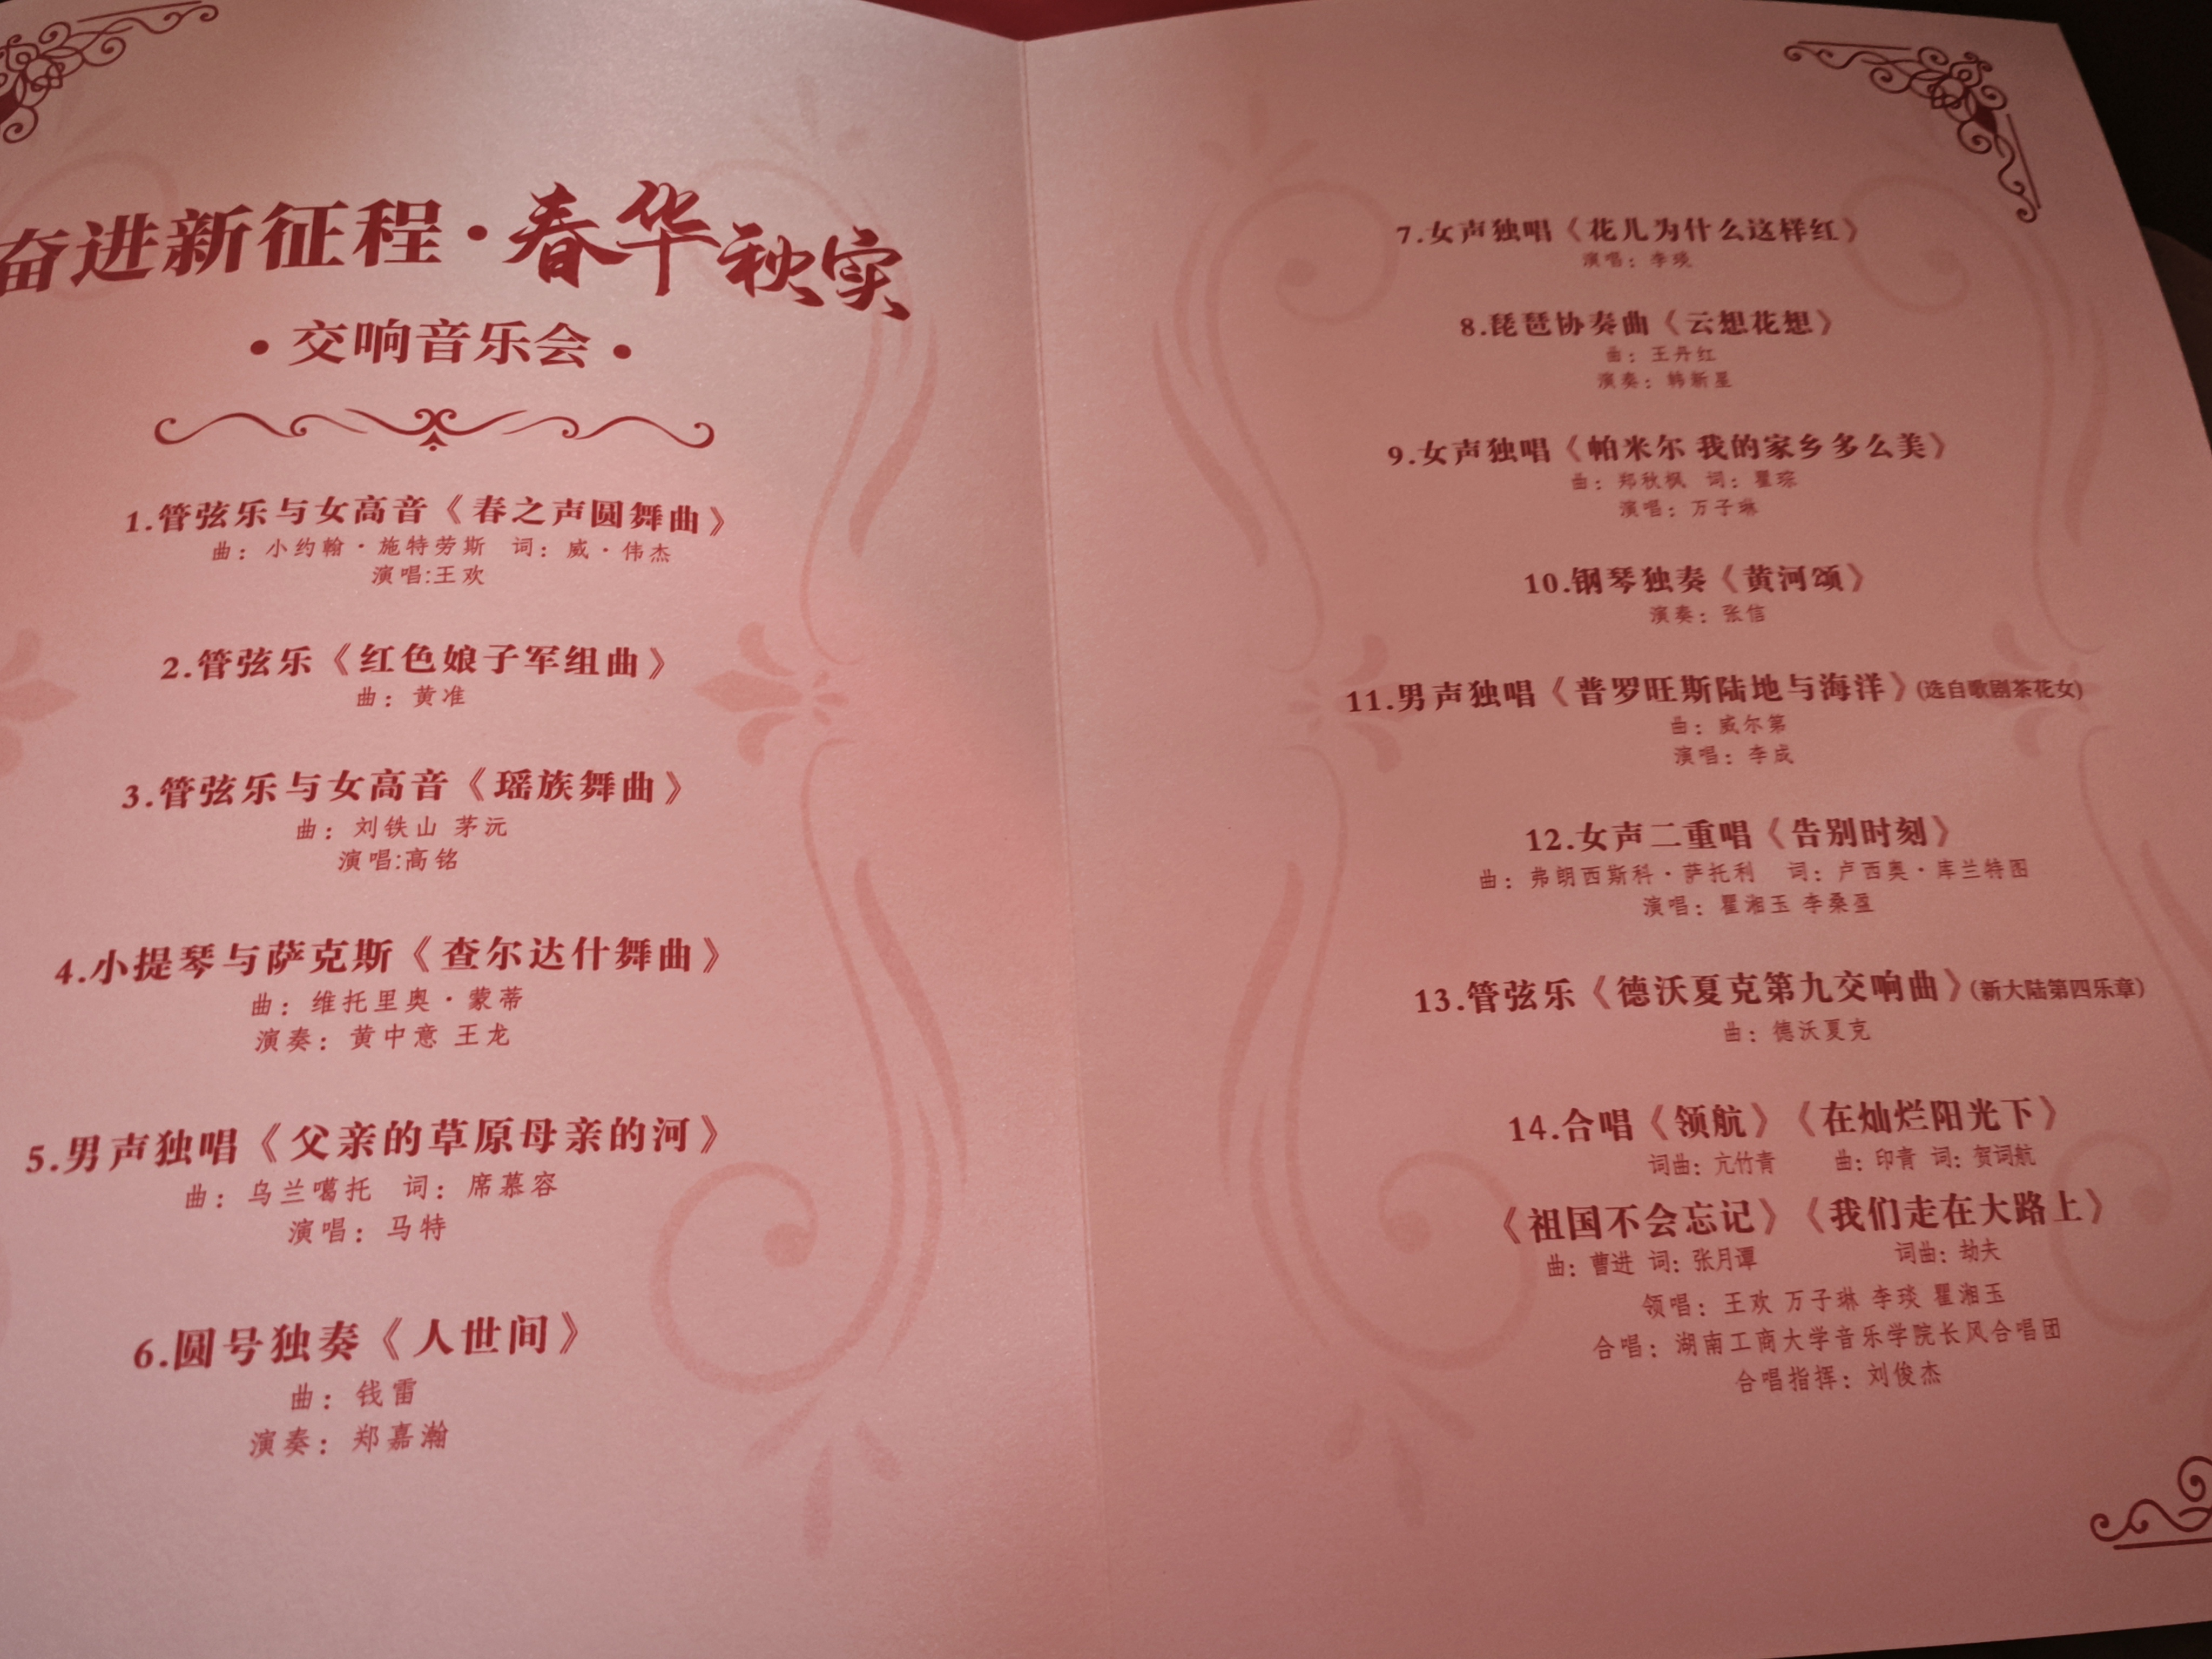 奋进新征程·春华秋实
·交响音乐会·
1.管弦乐与女高音《春之声圆舞曲》
曲：小约翰·施特劳斯 词：威·伟杰
演唱:王欢
2.管弦乐《红色娘子军组曲》
曲：黄准
3.管弦乐与女高音《瑶族舞曲》
曲：刘铁山 茅沅
演唱:高铭
4.小提琴与萨克斯《查尔达什舞曲》
曲：维托里奥·蒙蒂
演奏：黄中意 王龙
5.男声独唱《父亲的草原母亲的河》
曲：乌兰噶托 词：席慕容
演唱：马特
6.圆号独奏《人世间》
曲：钱雷
演奏：郑嘉瀚
7.女声独唱《花儿为什么这样红》
演唱：李琰
8.琵琶协奏曲《云想花想》
曲：王丹红
演奏：韩新星
9.女声独唱《帕米尔 我的家乡多么美》
曲：郑秋枫 词：瞿琮
演唱：万子琳
10.钢琴独奏《黄河颂》
演奏：张信
11.男声独唱《普罗旺斯陆地与海洋》(选自歌剧茶花女)
曲：威尔第
演唱：李成
12.女声二重唱《告别时刻》
曲：弗朗西斯科·萨托利 词：卢西奥·库兰特图
演唱：瞿湘玉 李桑盈
13.管弦乐《德沃夏克第九交响曲》(新大陆第四乐章)
曲：德沃夏克
14.合唱《领航》《在灿烂阳光下》
词曲：亢竹青 曲：印青 词：贺词航
《祖国不会忘记》《我们走在大路上》
曲：曹进 词：张月潭 词曲：劫夫
领唱：王欢 万子琳 李琰 瞿湘玉
合唱：湖南工商大学音乐学院长风合唱团
合唱指挥：刘俊杰